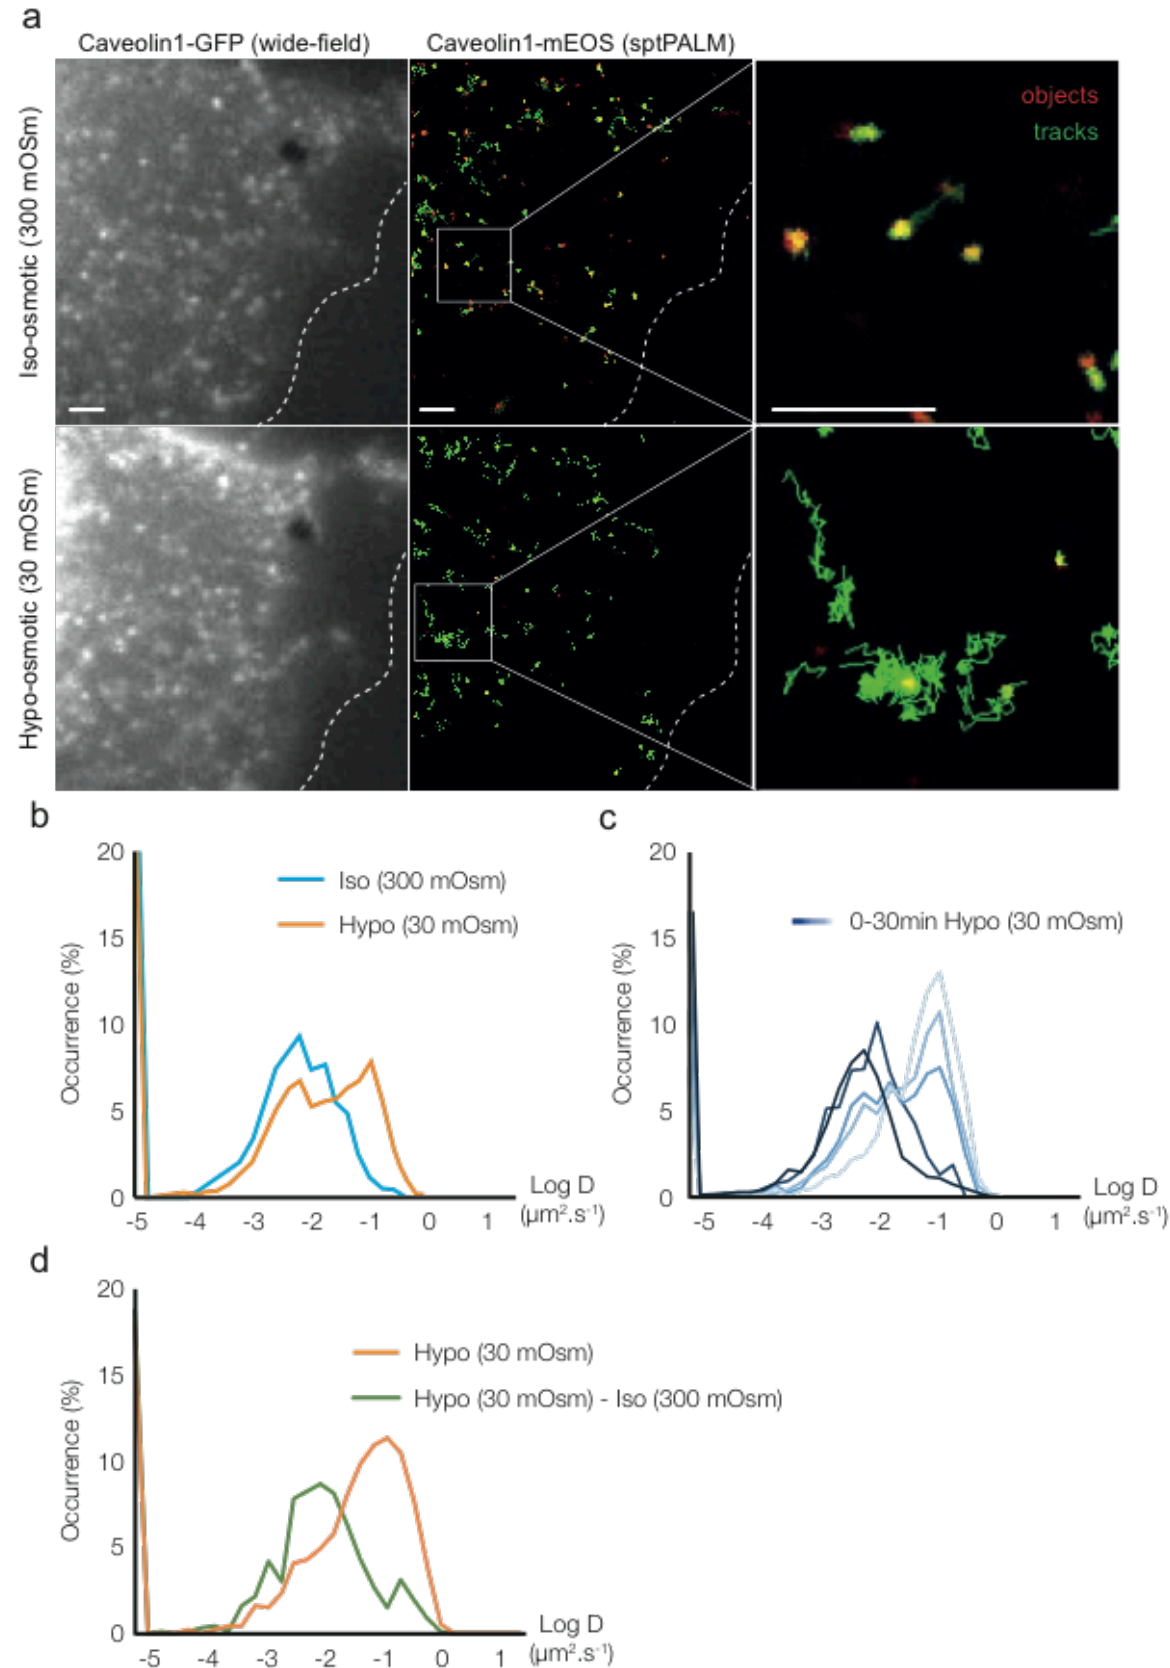 a
Caveolin1-GFP (wide-field)
Caveolin1-mEOS (sptPALM)
Iso-osmotic (300 mOSm)
objects
tracks
Hypo-osmotic (30 mOSm)
b
20
15
10
5
0
Occurrence (%)
Iso (300 mOsm)
Hypo (30 mOsm)
-5 -4 -3 -2 -1 0 1
Log D
(µm².s⁻¹)
c
20
15
10
5
0
Occurrence (%)
0-30min Hypo (30 mOsm)
-5 -4 -3 -2 -1 0 1
Log D
(µm².s⁻¹)
d
20
15
10
5
0
Occurrence (%)
Hypo (30 mOsm)
Hypo (30 mOsm) - Iso (300 mOsm)
-5 -4 -3 -2 -1 0 1
Log D
(µm².s⁻¹)